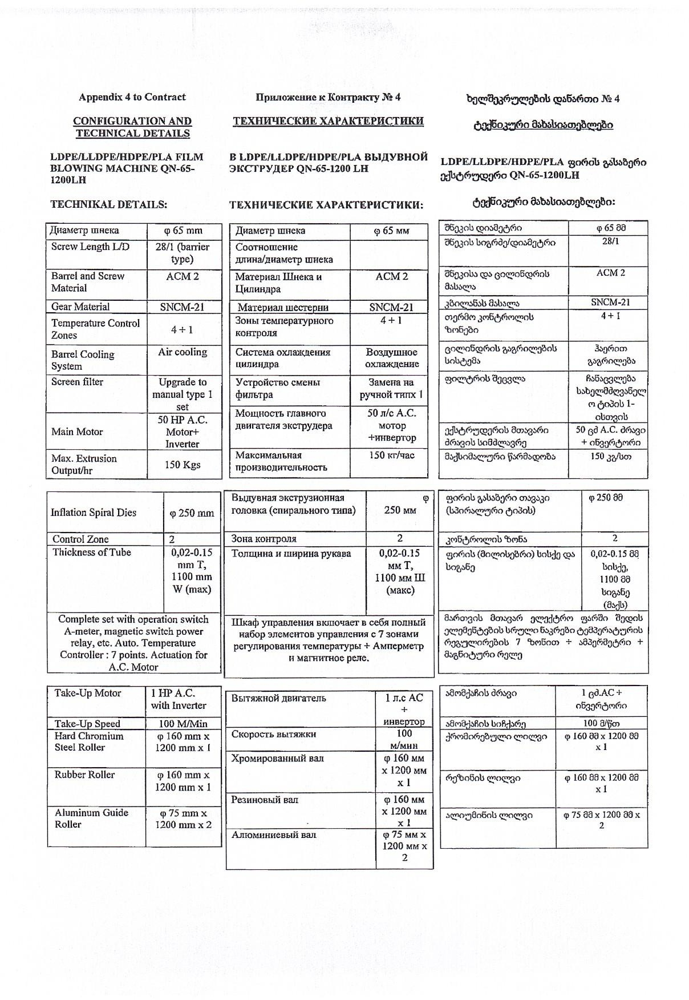 Appendix 4 to Contract
CONFIGURATION AND
TECHNICAL DETAILS
LDPE/LLDPE/HDPE/PLA FILM
BLOWING MACHINE QN-65-
1200LH
TECHNIKAL DETAILS:
Диаметр шнека φ 65 mm
Screw Length L/D 28/1 (barrier
type)
Barrel and Screw ACM 2
Material
Gear Material SNCM-21
Temperature Control
Zones 4 + 1
Barrel Cooling Air cooling
System
Screen filter Upgrade to
manual type 1
set
50 HP A.C.
Main Motor Motor+
Inverter
Max. Extrusion
Output/hr 150 Kgs
Inflation Spiral Dies φ 250 mm
Control Zone 2
Thickness of Tube 0,02-0.15
mm T,
1100 mm
W (max)
Complete set with operation switch
A-meter, magnetic switch power
relay, etc. Auto. Temperature
Controller : 7 points. Actuation for
A.C. Motor
Take-Up Motor 1 HP A.C.
with Inverter
Take-Up Speed 100 M/Min
Hard Chromium φ 160 mm x
Steel Roller 1200 mm x 1
Rubber Roller φ 160 mm x
1200 mm x 1
Aluminum Guide φ 75 mm x
Roller 1200 mm x 2
Приложение к Контракту № 4
ТЕХНИЧЕСКИЕ ХАРАКТЕРИСТИКИ
В LDPE/LLDPE/HDPE/PLA ВЫДУВНОЙ
ЭКСТРУДЕР QN-65-1200 LH
ТЕХНИЧЕСКИЕ ХАРАКТЕРИСТИКИ:
Диаметр шнека φ 65 мм
Соотношение
длина/диаметр шнека
Материал Шнека и ACM 2
Цилиндра
Материал шестерни SNCM-21
Зоны температурного 4 + 1
контроля
Система охлаждения Воздушное
цилиндра охлаждение
Устройство смены Замена на
фильтра ручной типх 1
Мощность главного 50 л/с А.С.
двигателя экструдера мотор
+инвертор
Максимальная 150 кг/час
производительность
Выдувная экструзионная φ
головка (спирального типа) 250 мм
Зона контроля 2
Толщина и ширина рукава 0,02-0.15
мм Т,
1100 мм Ш
(макс)
Шкаф управления включает в себя полный
набор элементов управления с 7 зонами
регулирования температуры + Амперметр
и магнитное реле.
Вытяжной двигатель 1 л.с АС
+
инвертор
Скорость вытяжки 100
м/мин
Хромированный вал φ 160 мм
х 1200 мм
х 1
Резиновый вал φ 160 мм
х 1200 мм
х 1
Алюминиевый вал φ 75 мм х
1200 мм х
2
ხელშეკრულების დანართი № 4
ტექნიკური მახასიათებლები
LDPE/LLDPE/HDPE/PLA ფირის გასაბერი
ექსტრუდერი QN-65-1200LH
ტექნიკური მახასიათებლები:
შნეკის დიამეტრი φ 65 მმ
შნეკის სიგრძე/დიამეტრი 28/1
შნეკისა და ცილინდრის ACM 2
მასალა
კბილანას მასალა SNCM-21
თერმო კონტროლის 4 + 1
ზონები
ცილინდრის გაგრილების ჰაერით
სისტემა გაგრილება
ფილტრის შეცვლა ჩანაცვლება
სახელმძღვანელ
ო ტიპის 1-
ისთვის
ექსტრუდერის მთავარი 50 ცმ A.C. ძრავი
ძრავის სიმძლავრე + ინვერტორი
მაქსიმალური წარმადობა 150 კგ/სთ
ფირის გასაბერი თავაკი φ 250 მმ
(სპირალური ტიპის)
კონტროლის ზონა 2
ფირის (მილისებრი) სისქე და 0,02-0.15 მმ
სიგანე სისქე,
1100 მმ
სიგანე
(მაქს)
მართვის მთავარ ელექტრო ფარში შედის
ელემენტების სრული ნაკრები ტემპერატურის
რეგულირების 7 ზონით + ამპერმეტრი +
მაგნიტური რელე
ამომქაჩის ძრავი 1 ცძ.AC +
ინვერტორი
ამომქაჩის სიჩქარე 100 მ/წთ
ქრომირებული ლილვი φ 160 მმ x 1200 მმ
x 1
რეზინის ლილვი φ 160 მმ x 1200 მმ
x 1
ალიუმინის ლილვი φ 75 მმ x 1200 მმ x
2